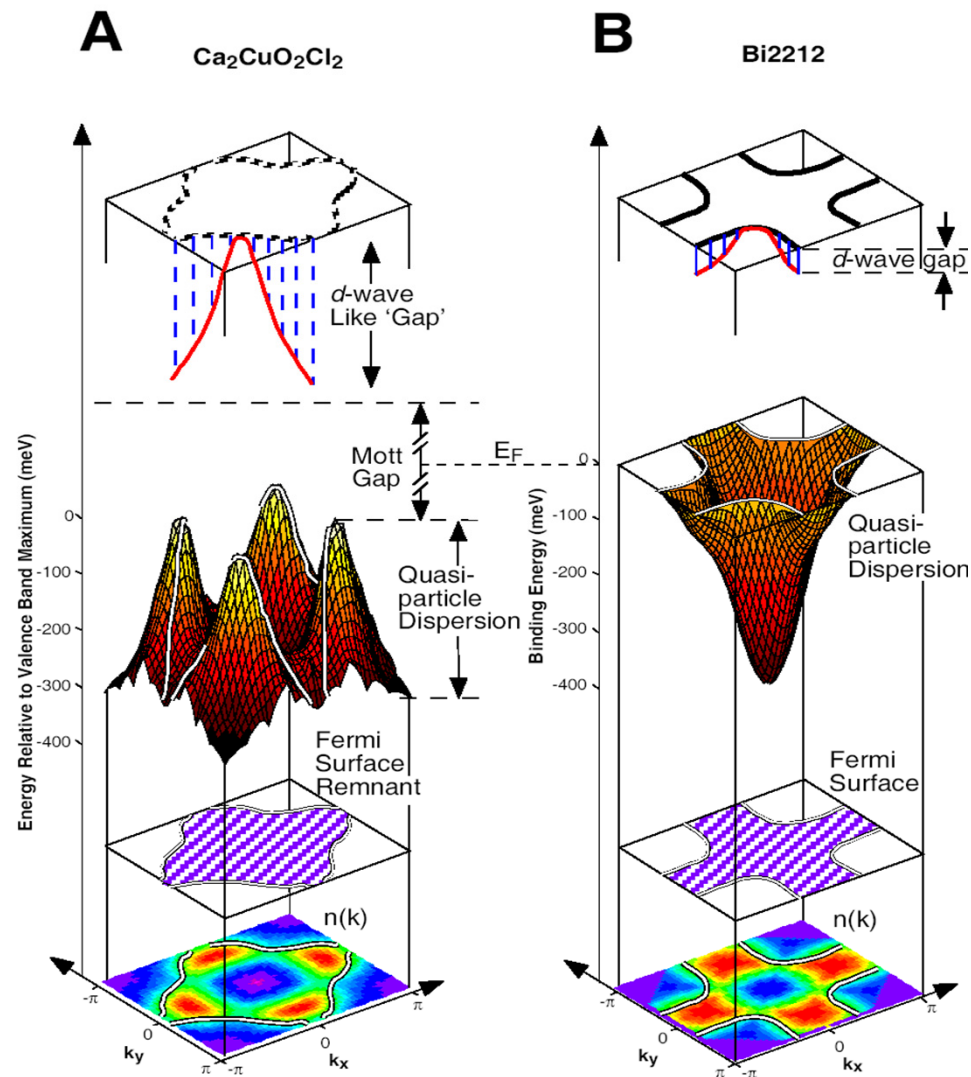 A
Ca2CuO2Cl2
d-wave
Like 'Gap'
Mott
Gap
EF
Energy Relative to Valence Band Maximum (meV)
0
-100
-200
-300
-400
Quasi-
particle
Dispersion
Fermi
Surface
Remnant
n(k)
-π
0
π
ky
-π
0
π
kx
B
Bi2212
d-wave gap
Binding Energy (meV)
0
-100
-200
-300
-400
Quasi-
particle
Dispersion
Fermi
Surface
n(k)
-π
0
π
ky
-π
0
π
kx